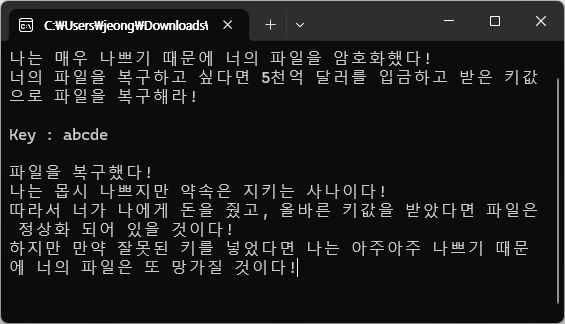 C:₩Users₩jeong₩Downloads₩
나는 매우 나쁘기 때문에 너의 파일을 암호화했다!
너의 파일을 복구하고 싶다면 5천억 달러를 입금하고 받은 키값
으로 파일을 복구해라!
Key : abcde
파일을 복구했다!
나는 몹시 나쁘지만 약속은 지키는 사나이다!
따라서 너가 나에게 돈을 줬고, 올바른 키값을 받았다면 파일은
정상화 되어 있을 것이다!
하지만 만약 잘못된 키를 넣었다면 나는 아주아주 나쁘기 때문
에 너의 파일은 또 망가질 것이다!